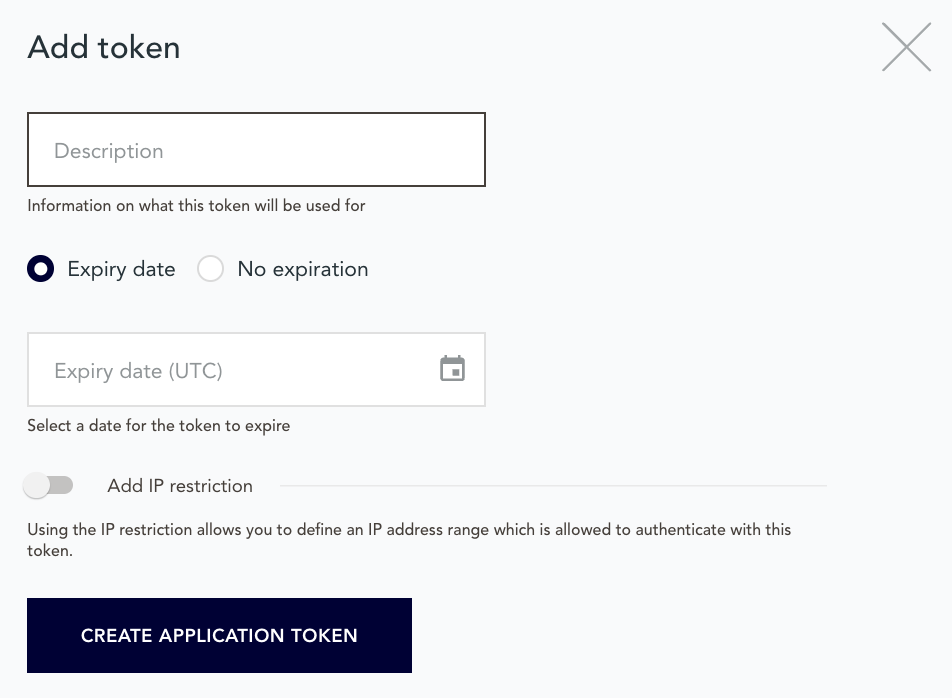 Add token
Description
Information on what this token will be used for
Expiry date No expiration
Expiry date (UTC)
Select a date for the token to expire
Add IP restriction
Using the IP restriction allows you to define an IP address range which is allowed to authenticate with this
token.
CREATE APPLICATION TOKEN